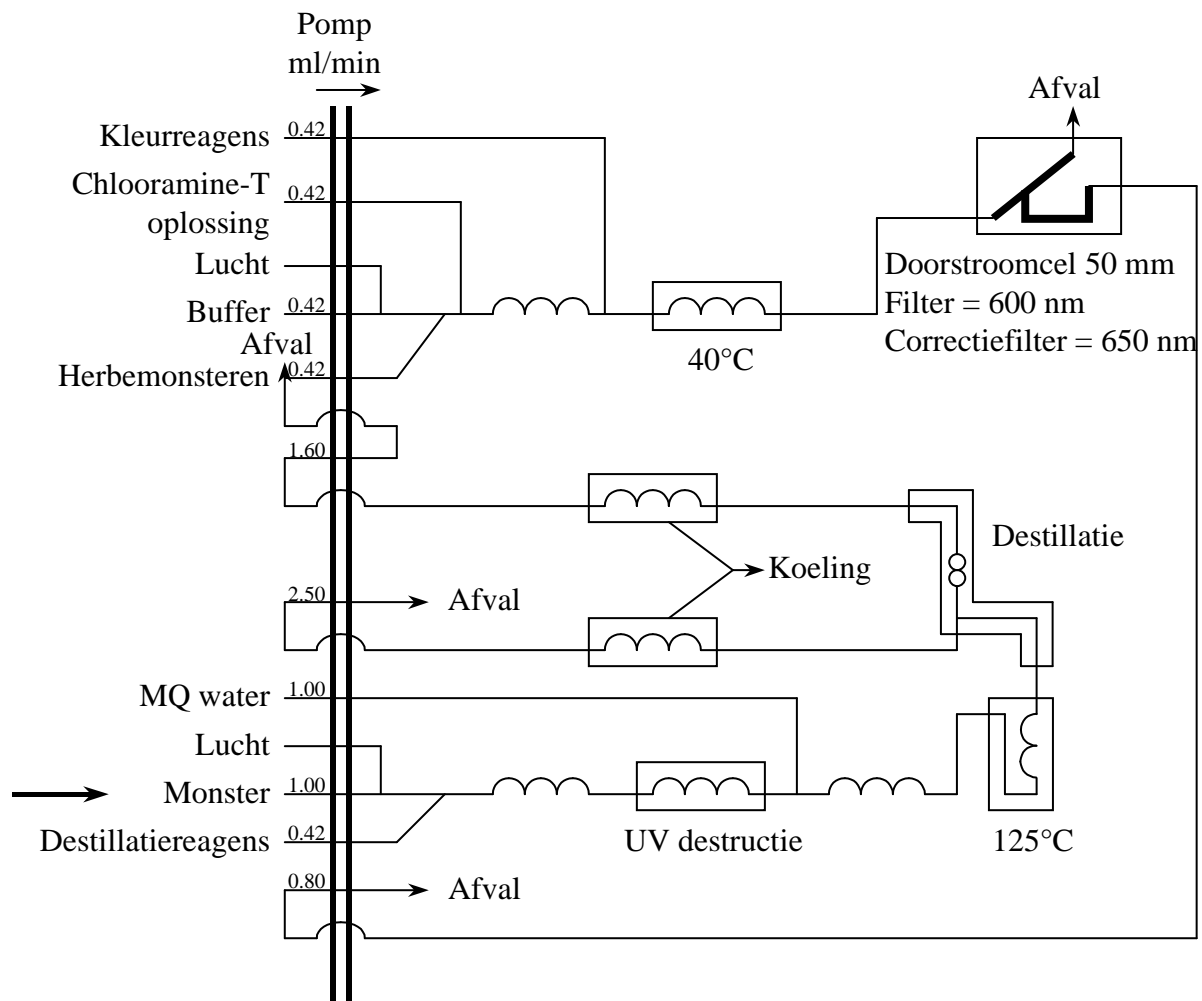 Pomp
ml/min
Afval
Kleurreagens 0.42
Chlooramine-T 0.42
oplossing
Lucht
Buffer 0.42
Doorstroomcel 50 mm
Filter = 600 nm
Correctiefilter = 650 nm
40°C
Afval
Herbemonsteren 0.42
1.60
Destillatie
Koeling
2.50 Afval
MQ water 1.00
Lucht
Monster 1.00
Destillatiereagens 0.42
UV destructie
125°C
0.80 Afval